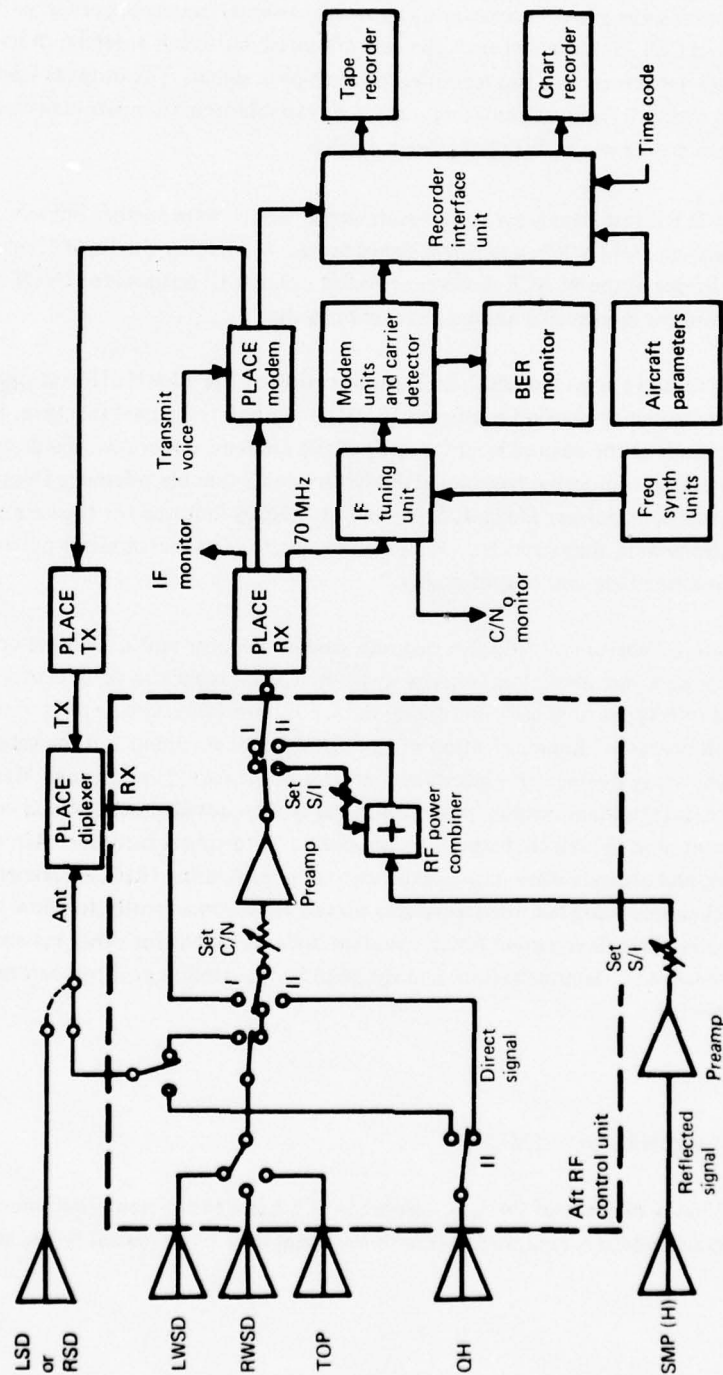 LSD
or
RSD
LWSD
RWSD
TOP
QH
SMP (H)
Ant
PLACE
diplexer
TX
RX
PLACE
TX
Set
C/N
Preamp
I
II
I
II
Set
S/I
RF power
combiner
Direct
signal
II
Aft RF
control unit
Reflected
signal
Preamp
Set
S/I
PLACE
RX
IF
monitor
70 MHz
Transmit
voice
PLACE
modem
IF
tuning
unit
C/No
monitor
Freq
synth
units
Modem
units
and carrier
detector
BER
monitor
Aircraft
parameters
Recorder
interface
unit
Time code
Tape
recorder
Chart
recorder